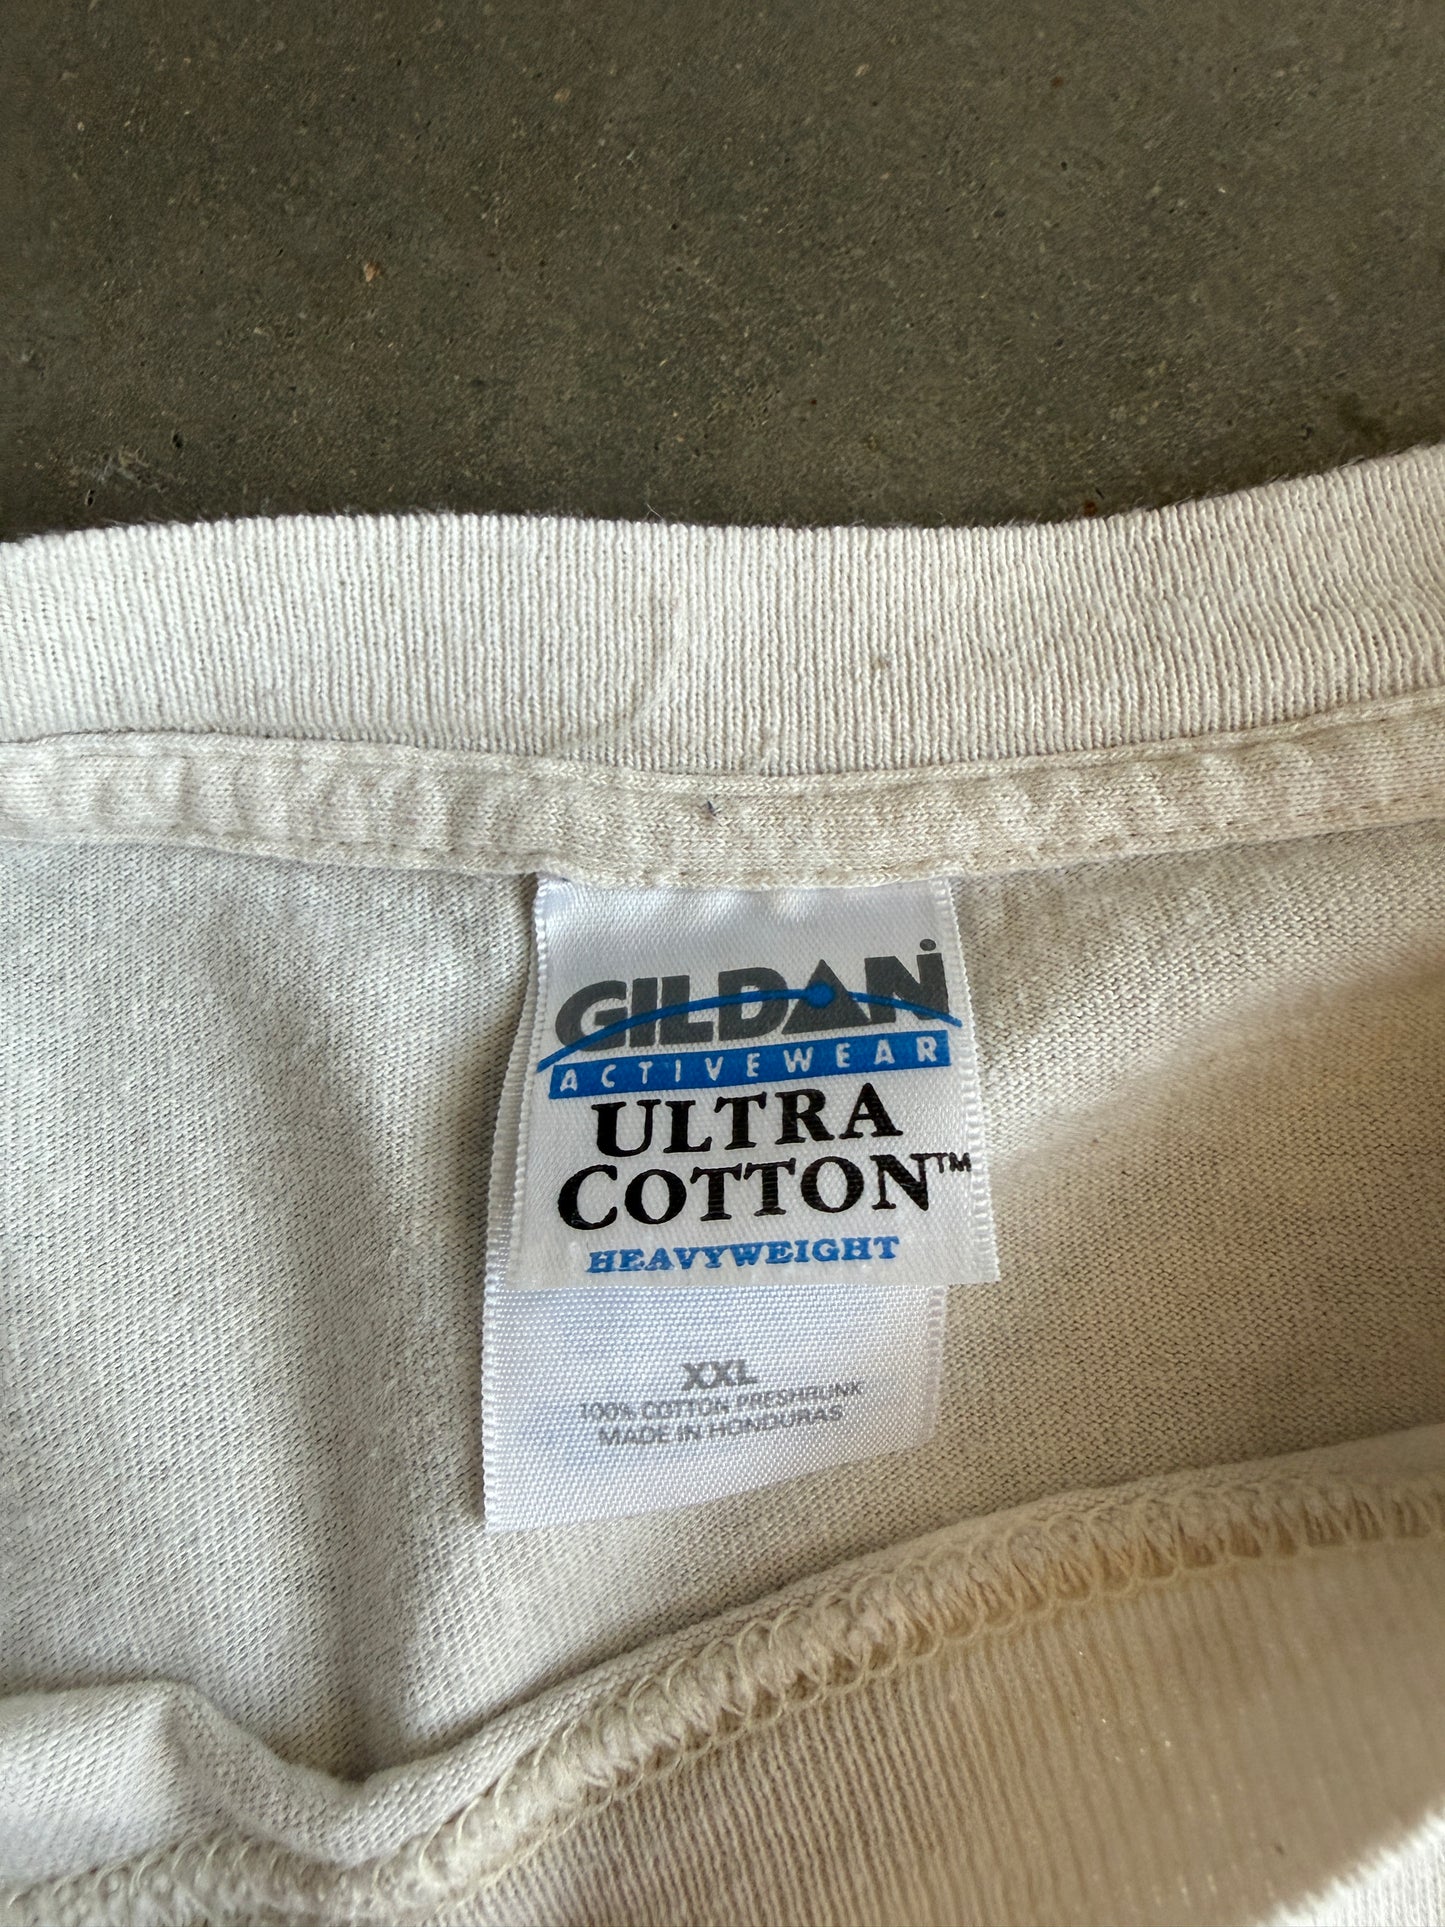 GILDAN
ACTIVEWEAR
ULTRA
COTTON™
HEAVYWEIGHT
XXL
100% COTTON PRESHRUNK
MADE IN HONDURAS